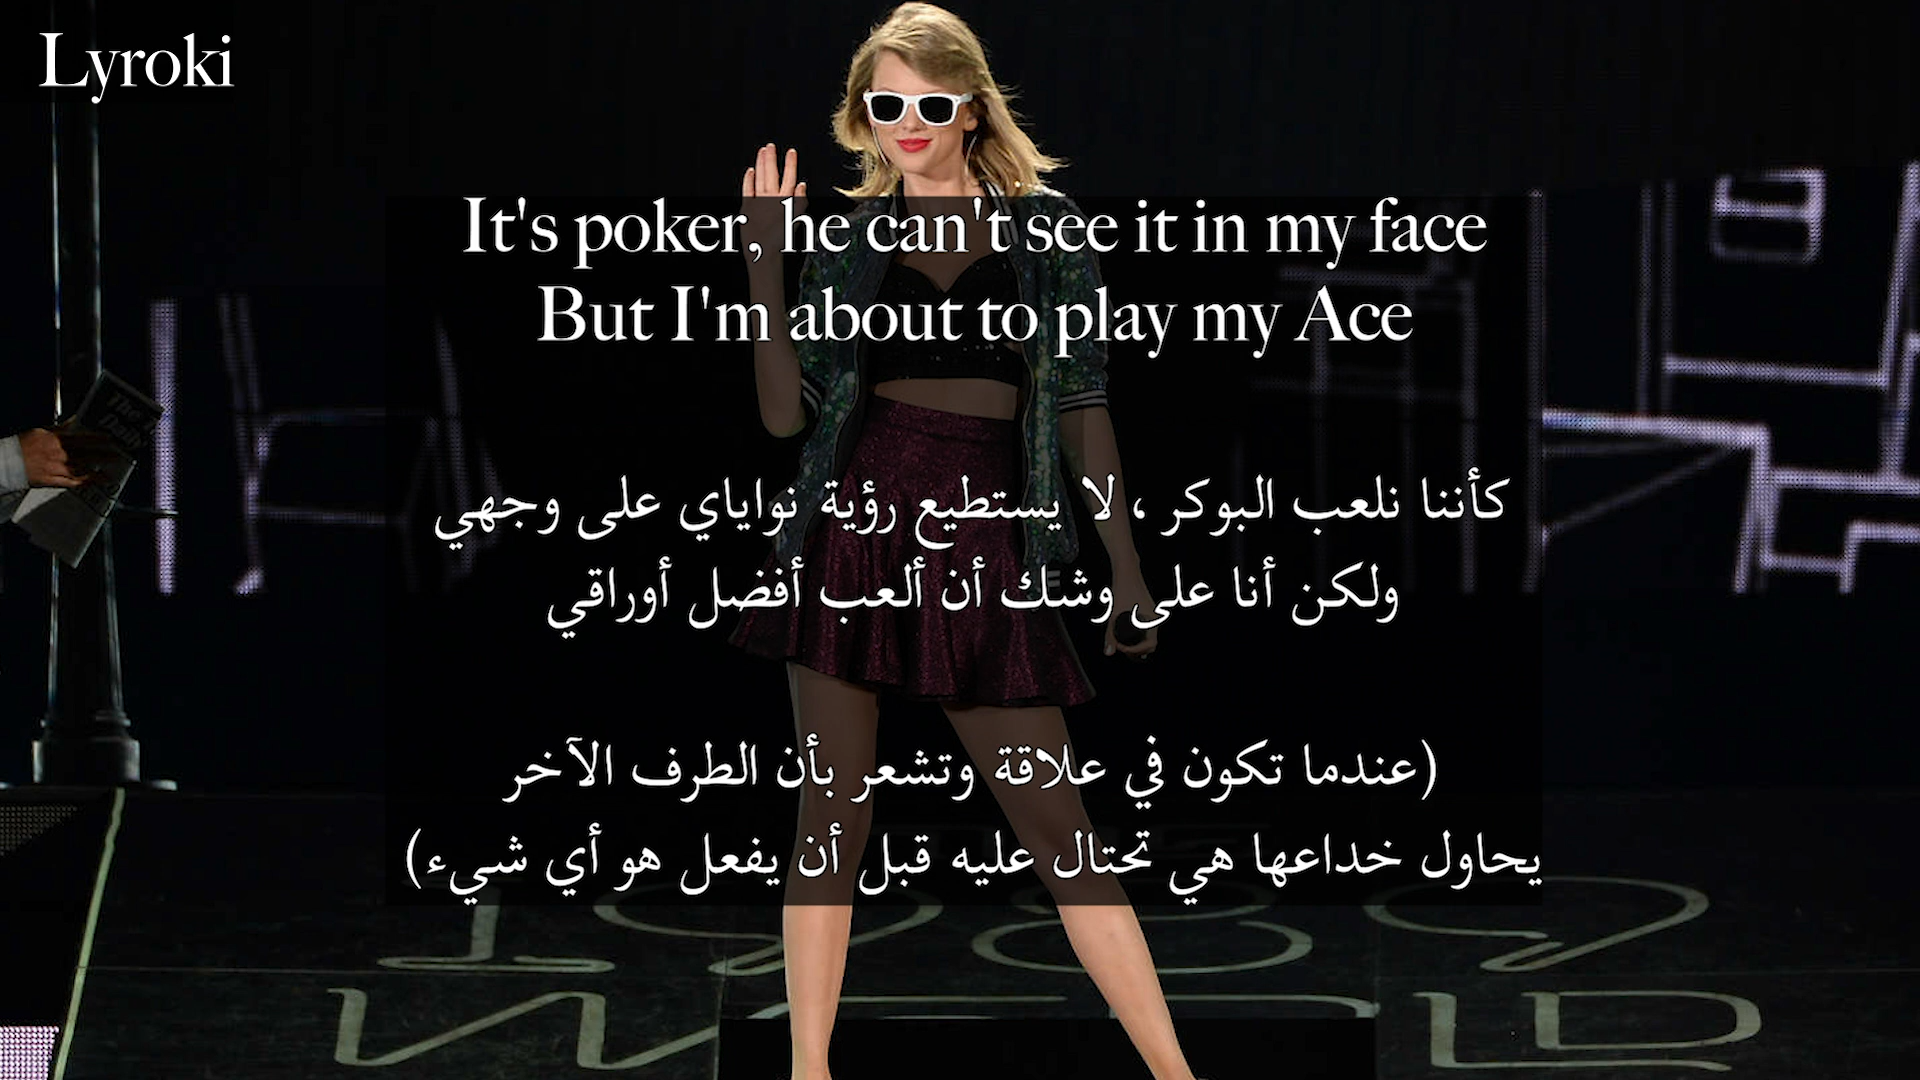 Lyroki
It's poker, he can't see it in my face
But I'm about to play my Ace
كأننا نلعب البوكر ، لا يستطيع رؤية نواياي على وجهي
ولكن أنا على وشك أن ألعب أفضل أوراقي
(عندما تكون في علاقة وتشعر بأن الطرف الآخر
يحاول خداعها هي تحتال عليه قبل أن يفعل هو أي شيء)